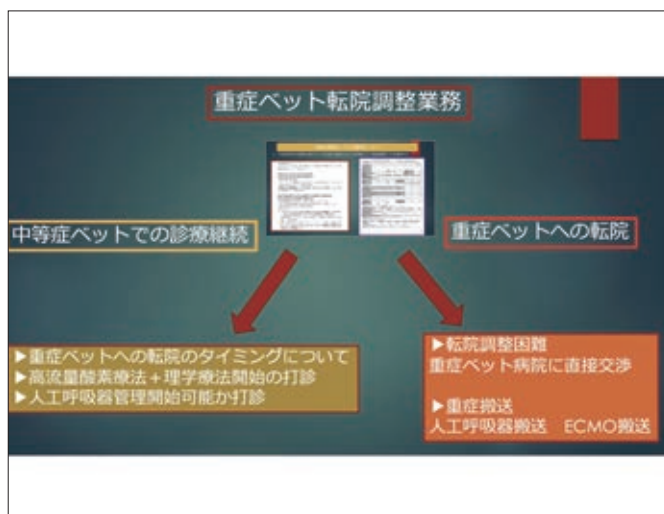 重症ベット転院調整業務
中等症ベットでの診療継続
重症ベットへの転院
▶重症ベットへの転院のタイミングについて
▶高流量酸素療法＋理学療法開始の打診
▶人工呼吸器管理開始可能か打診
▶転院調整困難
重症ベット病院に直接交渉
▶重症搬送
人工呼吸器搬送　ECMO搬送